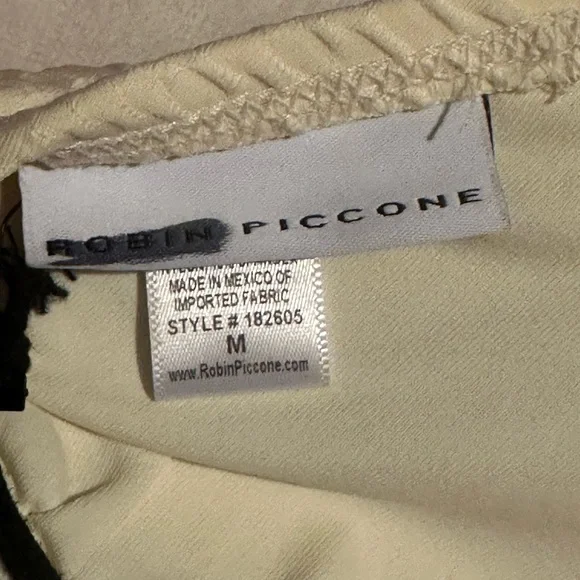 ROBIN PICCONE
MADE IN MEXICO OF
IMPORTED FABRIC
STYLE # 182605
M
www.RobinPiccone.com